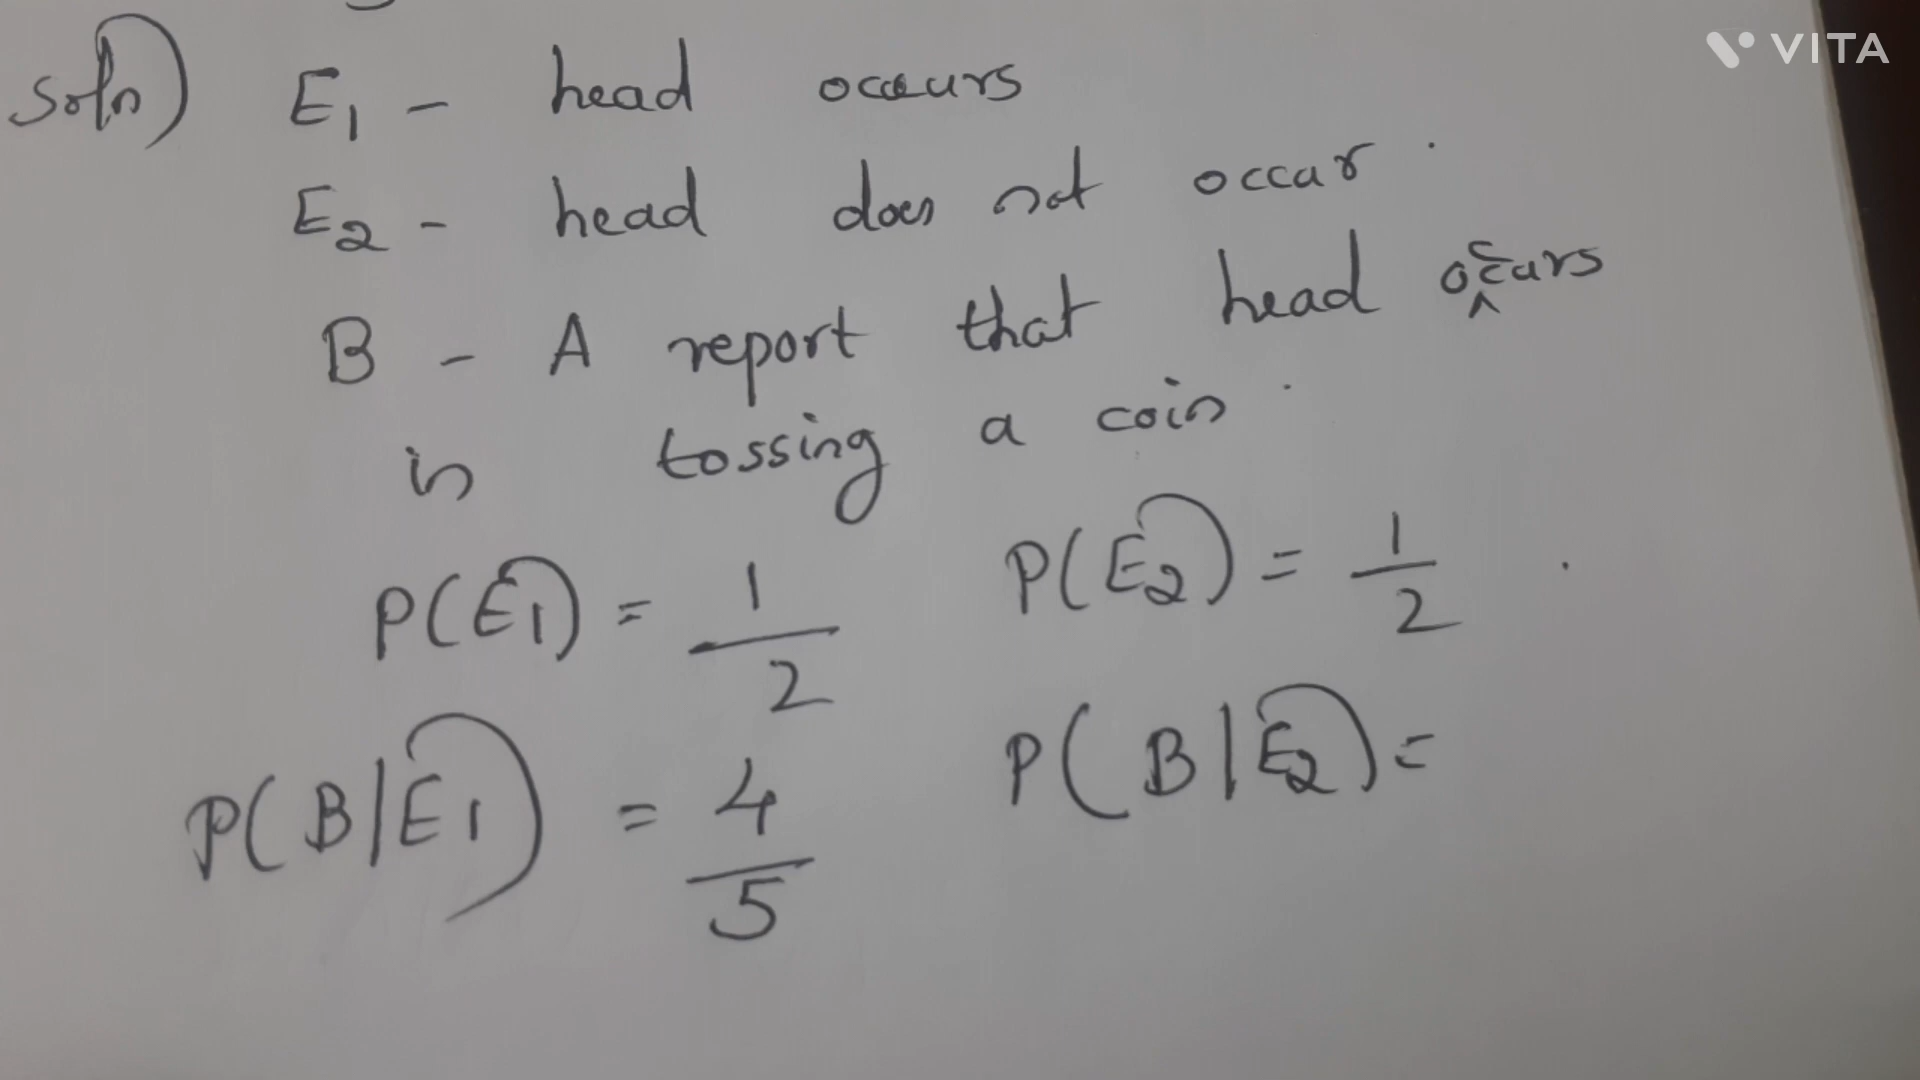 VITA
Soln) E1 - head occurs
E2 - head does not occur.
B - A report that head occurs
in tossing a coin.
P(E1) = 1/2 P(E2) = 1/2
P(B|E1) = 4/5 P(B|E2) =